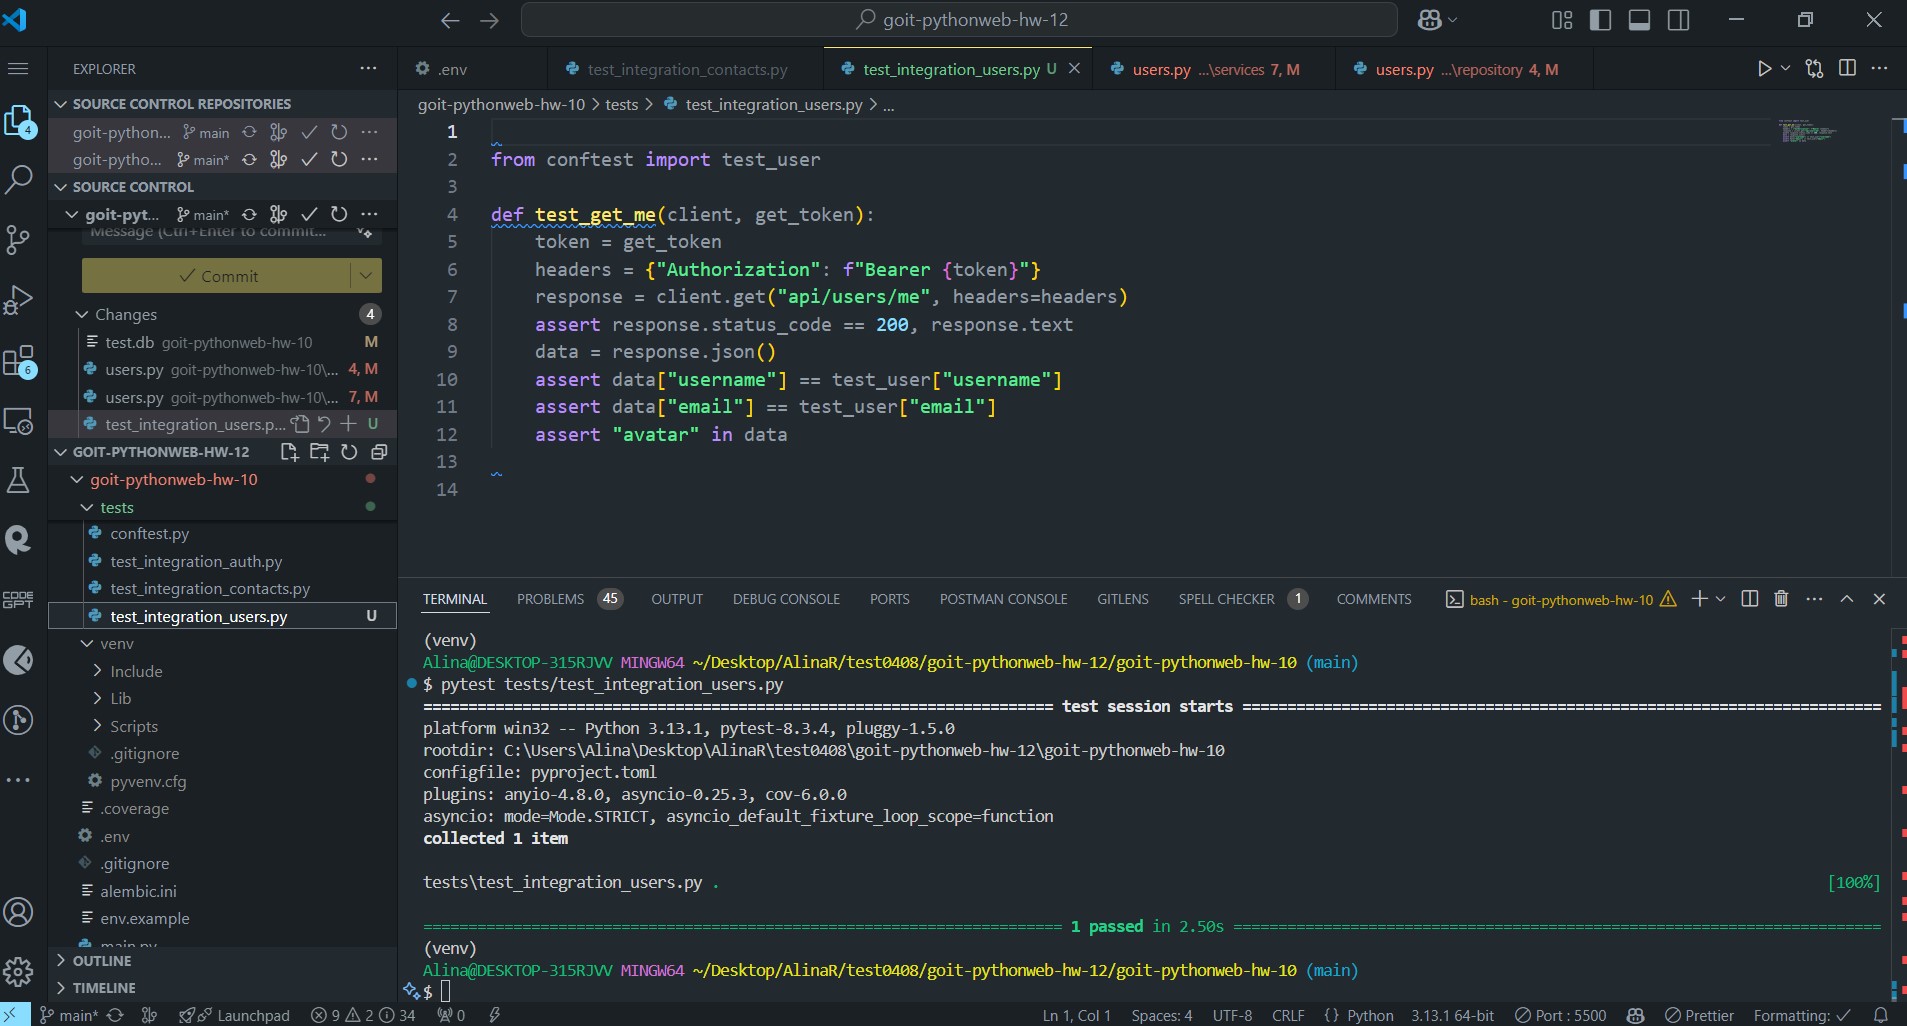 goit-pythonweb-hw-12
EXPLORER
SOURCE CONTROL REPOSITORIES
goit-python... main
goit-pytho... main*
SOURCE CONTROL
goit-pyt... main*
Message (Ctrl+Enter to commit...
Commit
Changes 4
test.db goit-pythonweb-hw-10 M
users.py goit-pythonweb-hw-10\... 4, M
users.py goit-pythonweb-hw-10\... 7, M
test_integration_users.p... U
GOIT-PYTHONWEB-HW-12
goit-pythonweb-hw-10
tests
conftest.py
test_integration_auth.py
test_integration_contacts.py
test_integration_users.py U
venv
Include
Lib
Scripts
.gitignore
pyvenv.cfg
.coverage
.env
.gitignore
alembic.ini
env.example
main.py
OUTLINE
TIMELINE
4
6
CODE
GPT
.env test_integration_contacts.py test_integration_users.py U users.py ...\services 7, M users.py ...\repository 4, M
goit-pythonweb-hw-10 > tests > test_integration_users.py > ...
1
2 from conftest import test_user
3
4 def test_get_me(client, get_token):
5 token = get_token
6 headers = {"Authorization": f"Bearer {token}"}
7 response = client.get("api/users/me", headers=headers)
8 assert response.status_code == 200, response.text
9 data = response.json()
10 assert data["username"] == test_user["username"]
11 assert data["email"] == test_user["email"]
12 assert "avatar" in data
13
14
TERMINAL PROBLEMS 45 OUTPUT DEBUG CONSOLE PORTS POSTMAN CONSOLE GITLENS SPELL CHECKER 1 COMMENTS bash - goit-pythonweb-hw-10
(venv)
Alina@DESKTOP-315RJVV MINGW64 ~/Desktop/AlinaR/test0408/goit-pythonweb-hw-12/goit-pythonweb-hw-10 (main)
$ pytest tests/test_integration_users.py
====================================================================== test session starts =======================================================================
platform win32 -- Python 3.13.1, pytest-8.3.4, pluggy-1.5.0
rootdir: C:\Users\Alina\Desktop\AlinaR\test0408\goit-pythonweb-hw-12\goit-pythonweb-hw-10
configfile: pyproject.toml
plugins: anyio-4.8.0, asyncio-0.25.3, cov-6.0.0
asyncio: mode=Mode.STRICT, asyncio_default_fixture_loop_scope=function
collected 1 item
tests\test_integration_users.py . [100%]
======================================================================= 1 passed in 2.50s ========================================================================
(venv)
Alina@DESKTOP-315RJVV MINGW64 ~/Desktop/AlinaR/test0408/goit-pythonweb-hw-12/goit-pythonweb-hw-10 (main)
$
main* Launchpad 9 2 34 0 Ln 1, Col 1 Spaces: 4 UTF-8 CRLF {} Python 3.13.1 64-bit Port : 5500 Prettier Formatting: ✓